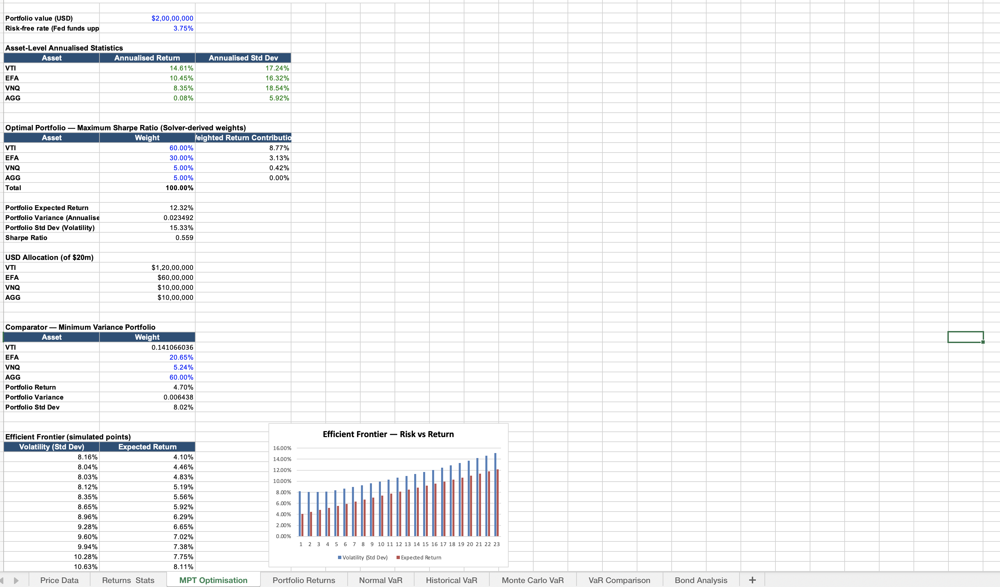 Portfolio value (USD) $2,00,00,000
Risk-free rate (Fed funds upp 3.75%
Asset-Level Annualised Statistics
Asset Annualised Return Annualised Std Dev
VTI 14.61% 17.24%
EFA 10.45% 16.32%
VNQ 8.35% 18.54%
AGG 0.08% 5.92%
Optimal Portfolio — Maximum Sharpe Ratio (Solver-derived weights)
Asset Weight eighted Return Contributio
VTI 60.00% 8.77%
EFA 30.00% 3.13%
VNQ 5.00% 0.42%
AGG 5.00% 0.00%
Total 100.00%
Portfolio Expected Return 12.32%
Portfolio Variance (Annualise 0.023492
Portfolio Std Dev (Volatility) 15.33%
Sharpe Ratio 0.559
USD Allocation (of $20m)
VTI $1,20,00,000
EFA $60,00,000
VNQ $10,00,000
AGG $10,00,000
Comparator — Minimum Variance Portfolio
Asset Weight
VTI 0.141066036
EFA 20.65%
VNQ 5.24%
AGG 60.00%
Portfolio Return 4.70%
Portfolio Variance 0.006438
Portfolio Std Dev 8.02%
Efficient Frontier (simulated points)
Volatility (Std Dev) Expected Return
8.16% 4.10%
8.04% 4.46%
8.03% 4.83%
8.12% 5.19%
8.35% 5.56%
8.65% 5.92%
8.96% 6.29%
9.28% 6.65%
9.60% 7.02%
9.94% 7.38%
10.28% 7.75%
10.63% 8.11%
Efficient Frontier — Risk vs Return
16.00%
14.00%
12.00%
10.00%
8.00%
6.00%
4.00%
2.00%
0.00%
1 2 3 4 5 6 7 8 9 10 11 12 13 14 15 16 17 18 19 20 21 22 23
Volatility (Std Dev) Expected Return
Price Data Returns Stats MPT Optimisation Portfolio Returns Normal VaR Historical VaR Monte Carlo VaR VaR Comparison Bond Analysis +